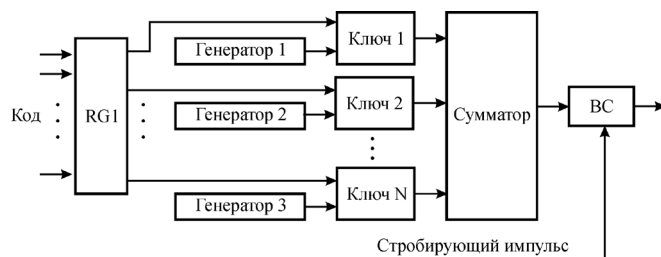 Код
RG1
Генератор 1
Ключ 1
Генератор 2
Ключ 2
Генератор 3
Ключ N
Сумматор
ВС
Стробирующий импульс